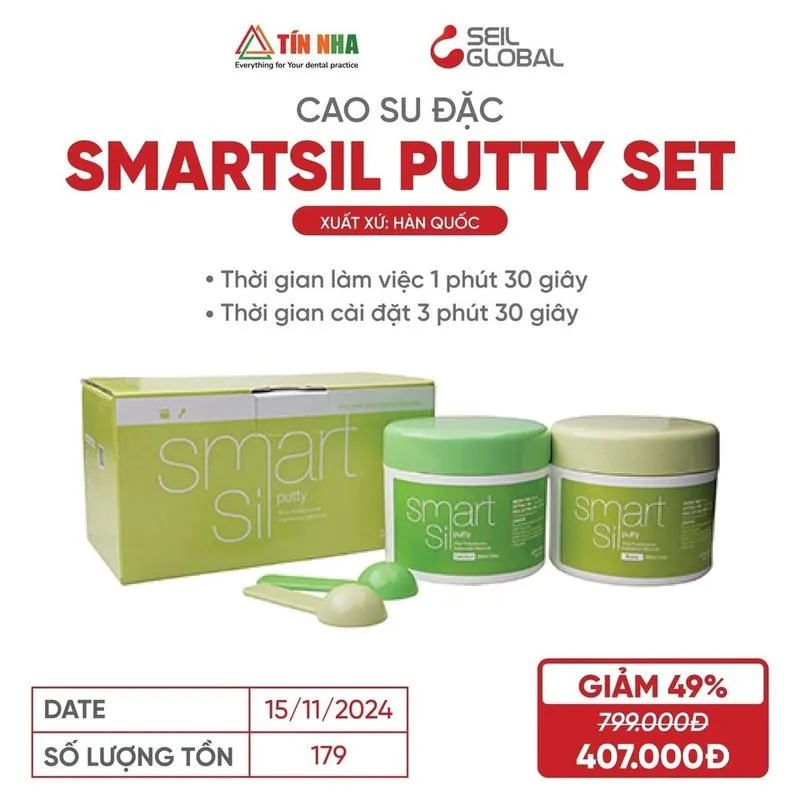 TÍN NHA
Everything for Your dental practice
SEIL
GLOBAL
CAO SU ĐẶC
SMARTSIL PUTTY SET
XUẤT XỨ: HÀN QUỐC
• Thời gian làm việc 1 phút 30 giây
• Thời gian cài đặt 3 phút 30 giây
smart
sil
putty
smart
sil
putty
smart
sil
putty
DATE 15/11/2024
SỐ LƯỢNG TỒN 179
GIẢM 49%
799.000Đ
407.000Đ